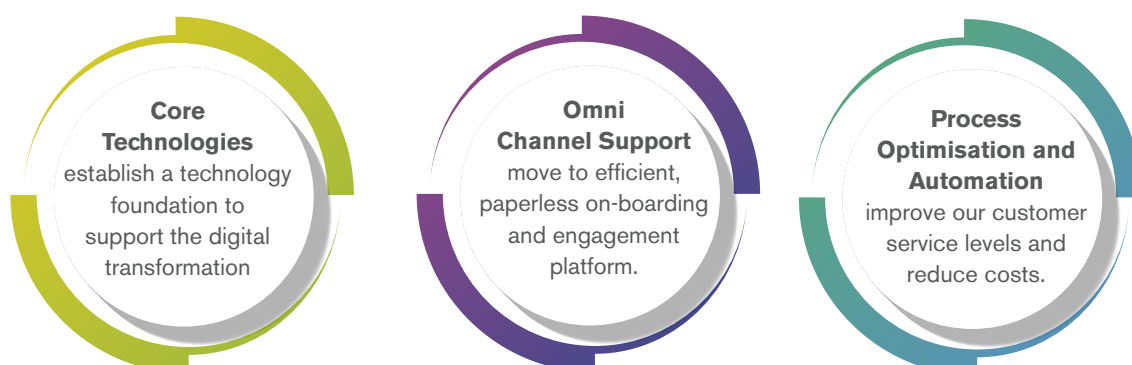 Core
Technologies
establish a technology
foundation to
support the digital
transformation
Omni
Channel Support
move to efficient,
paperless on-boarding
and engagement
platform.
Process
Optimisation and
Automation
improve our customer
service levels and
reduce costs.